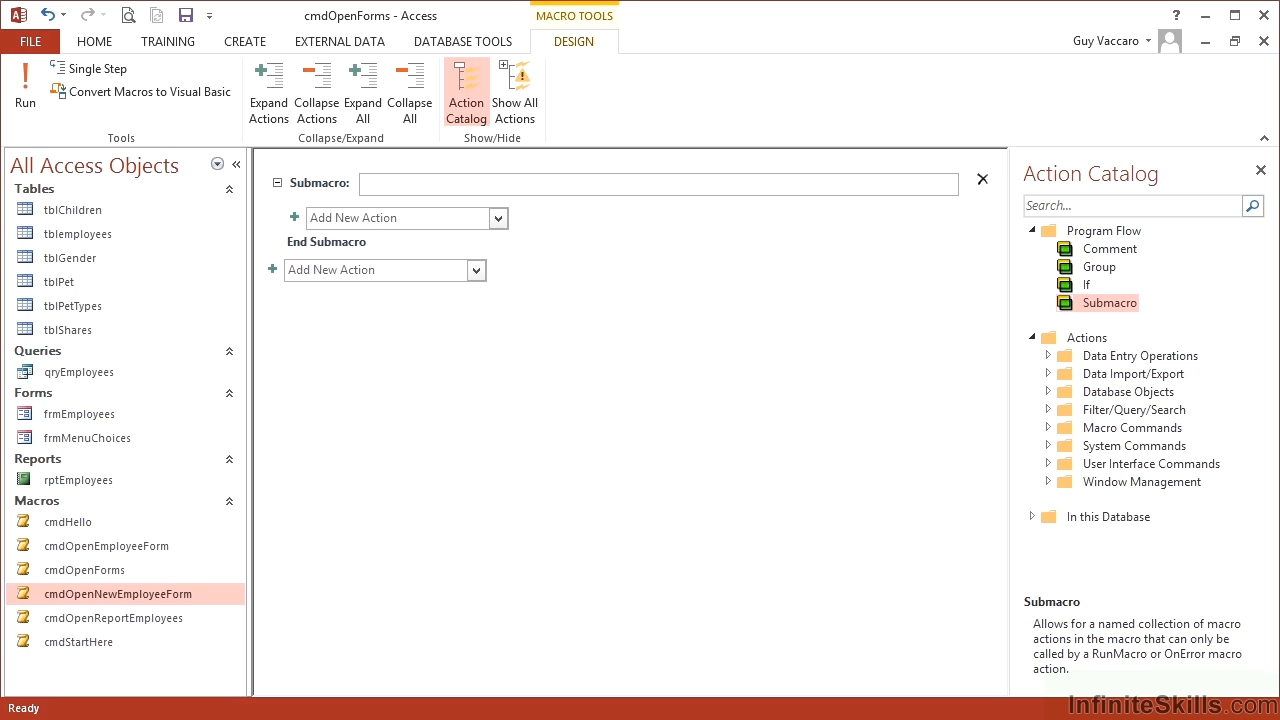 cmdOpenForms - Access
MACRO TOOLS
?
FILE
HOME
TRAINING
CREATE
EXTERNAL DATA
DATABASE TOOLS
DESIGN
Guy Vaccaro
Run
Single Step
Convert Macros to Visual Basic
Tools
Expand
Actions
Collapse
Actions
Expand
All
Collapse
All
Collapse/Expand
Action
Catalog
Show All
Actions
Show/Hide
All Access Objects
Tables
tblChildren
tblemployees
tblGender
tblPet
tblPetTypes
tblShares
Queries
qryEmployees
Forms
frmEmployees
frmMenuChoices
Reports
rptEmployees
Macros
cmdHello
cmdOpenEmployeeForm
cmdOpenForms
cmdOpenNewEmployeeForm
cmdOpenReportEmployees
cmdStartHere
Submacro:
Add New Action
End Submacro
Add New Action
Action Catalog
Search...
Program Flow
Comment
Group
If
Submacro
Actions
Data Entry Operations
Data Import/Export
Database Objects
Filter/Query/Search
Macro Commands
System Commands
User Interface Commands
Window Management
In this Database
Submacro
Allows for a named collection of macro
actions in the macro that can only be
called by a RunMacro or OnError macro
action.
Ready
InfiniteSkills.com